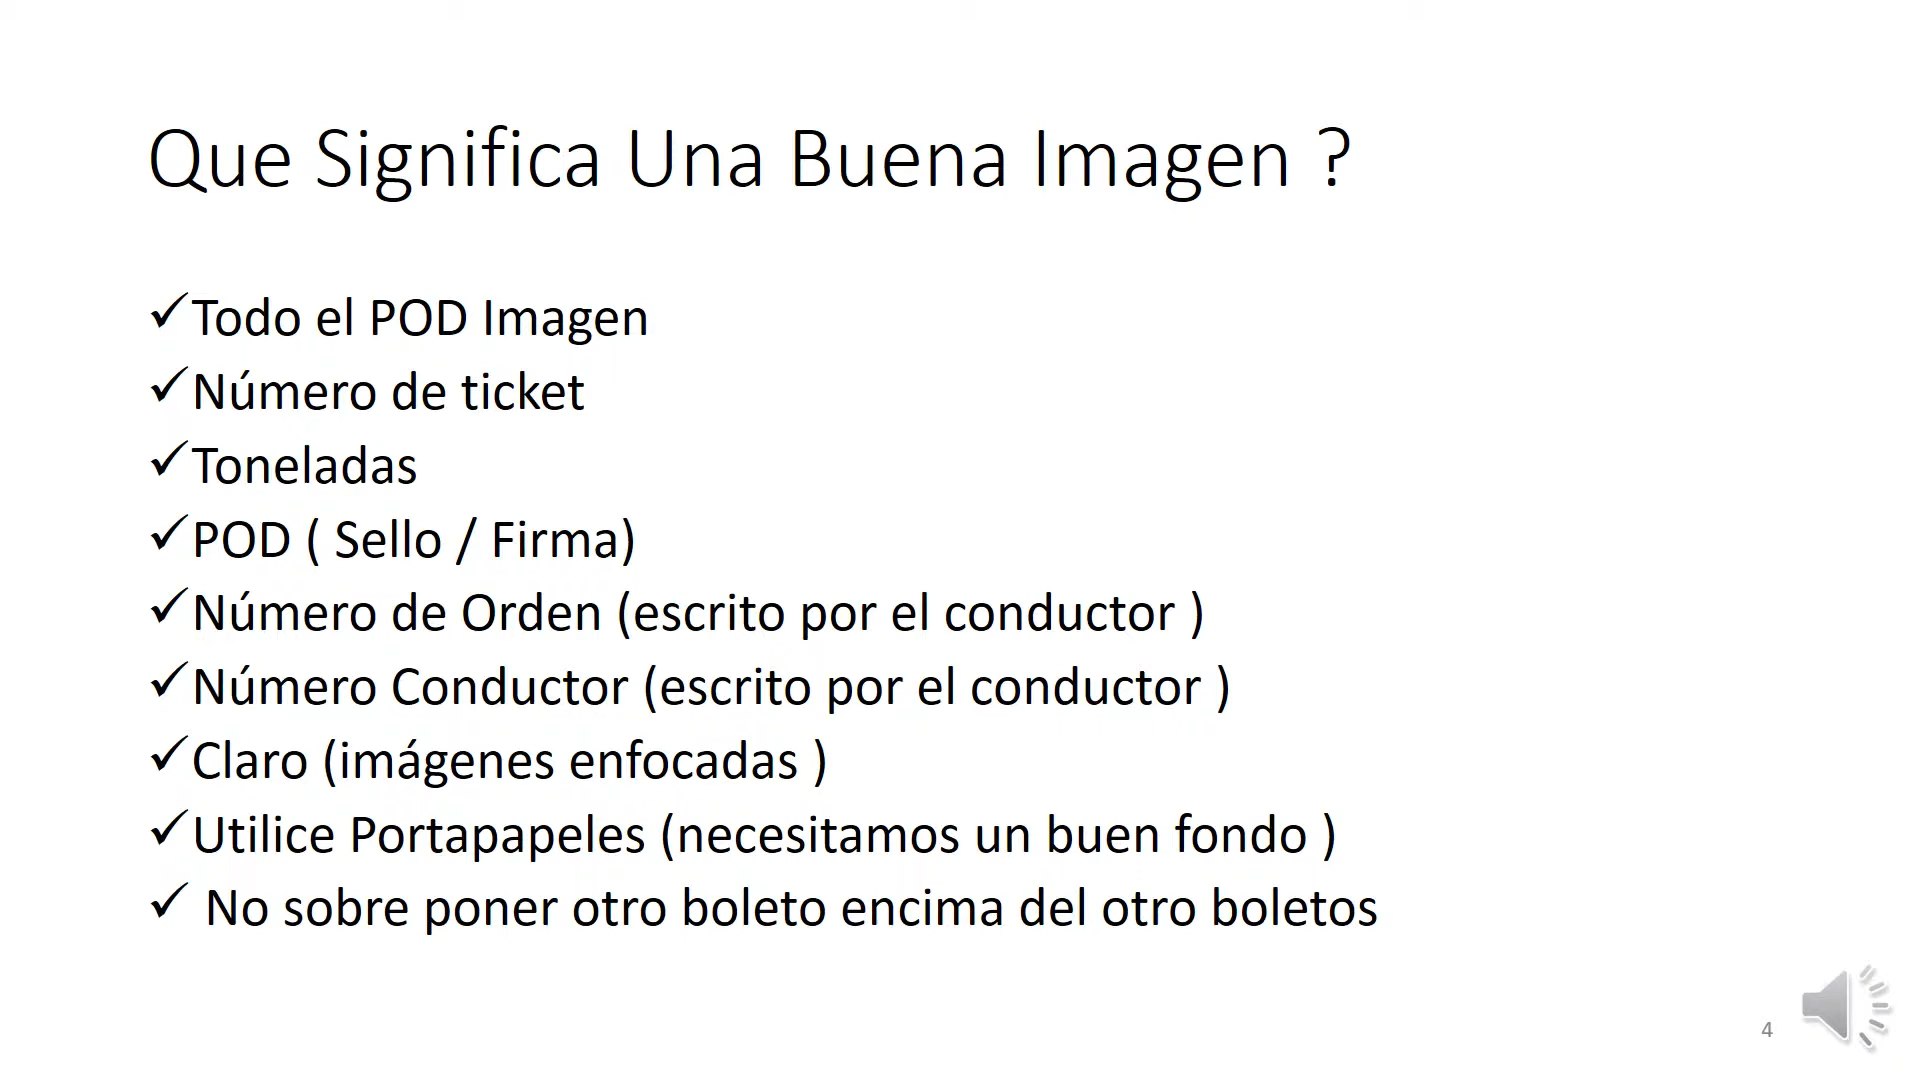 Que Significa Una Buena Imagen ?
✓Todo el POD Imagen
✓Número de ticket
✓Toneladas
✓POD ( Sello / Firma)
✓Número de Orden (escrito por el conductor )
✓Número Conductor (escrito por el conductor )
✓Claro (imágenes enfocadas )
✓Utilice Portapapeles (necesitamos un buen fondo )
✓ No sobre poner otro boleto encima del otro boletos
4